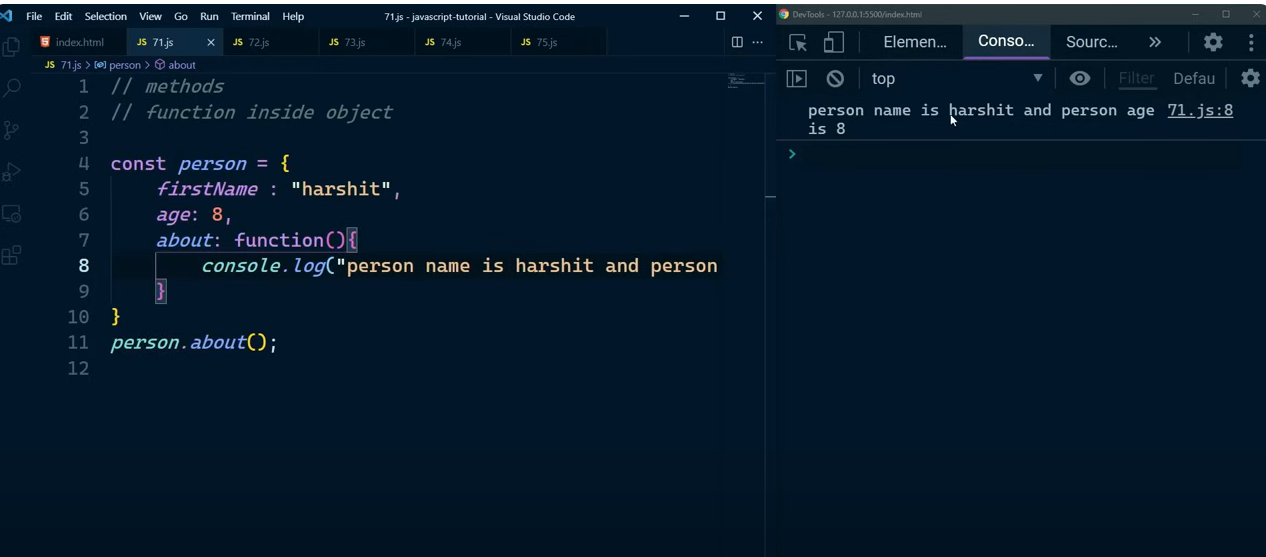 File Edit Selection View Go Run Terminal Help 71.js - javascript-tutorial - Visual Studio Code
index.html JS 71.js JS 72.js JS 73.js JS 74.js JS 75.js
JS 71.js > person > about
1 // methods
2 // function inside object
3
4 const person = {
5 firstName : "harshit",
6 age: 8,
7 about: function(){
8 console.log("person name is harshit and person
9 }
10 }
11 person.about();
12
DevTools - 127.0.0.1:5500/index.html
Elemen... Conso... Sourc...
top Filter Defau
person name is harshit and person age 71.js:8
is 8